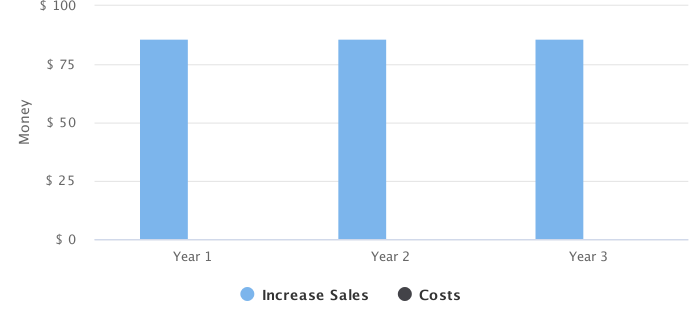 $ 100
$ 75
$ 50
$ 25
$ 0
Money
Year 1
Year 2
Year 3
Increase Sales
Costs